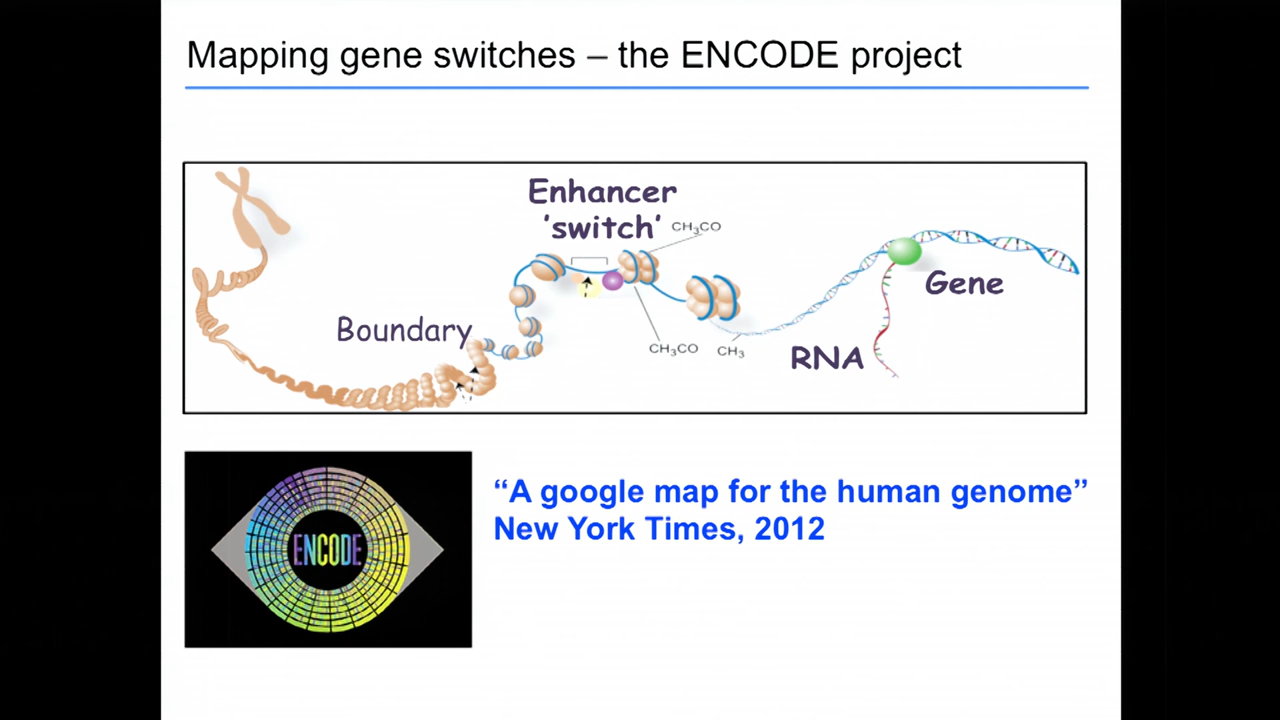 Mapping gene switches – the ENCODE project
Enhancer
'switch'
CH₃CO
Gene
Boundary
CH₃CO
CH₃
RNA
ENCODE
“A google map for the human genome”
New York Times, 2012